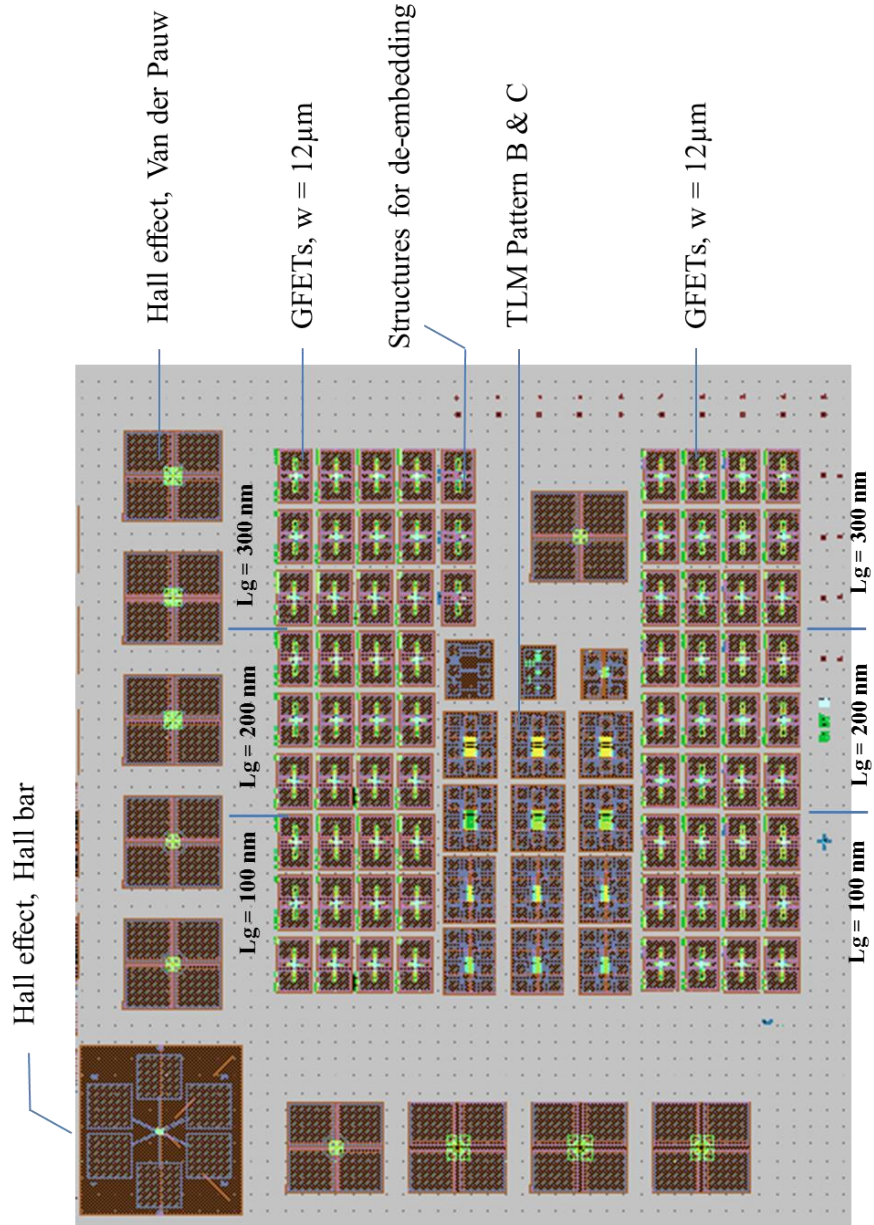 Hall effect, Hall bar
Hall effect, Van der Pauw
GFETs, w = 12µm
Structures for de-embedding
TLM Pattern B & C
GFETs, w = 12µm
Lg = 100 nm
Lg = 200 nm
Lg = 300 nm
Lg = 100 nm
Lg = 200 nm
Lg = 300 nm